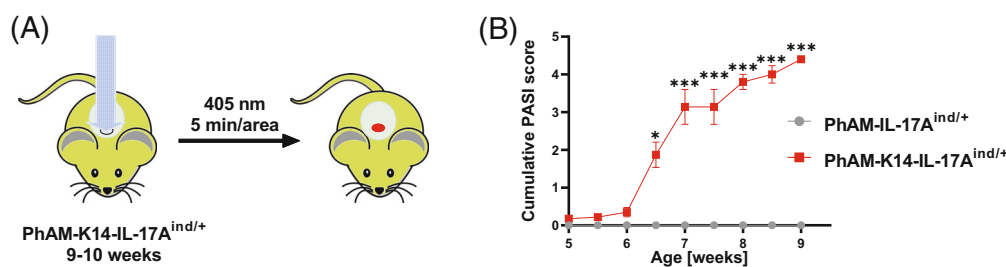 (A)
405 nm
5 min/area
PhAM-K14-IL-17A^ind/+
9-10 weeks
(B)
Cumulative PASI score
5
4
3
2
1
0
*
***
***
***
***
***
5
6
7
8
9
Age [weeks]
PhAM-IL-17A^ind/+
PhAM-K14-IL-17A^ind/+